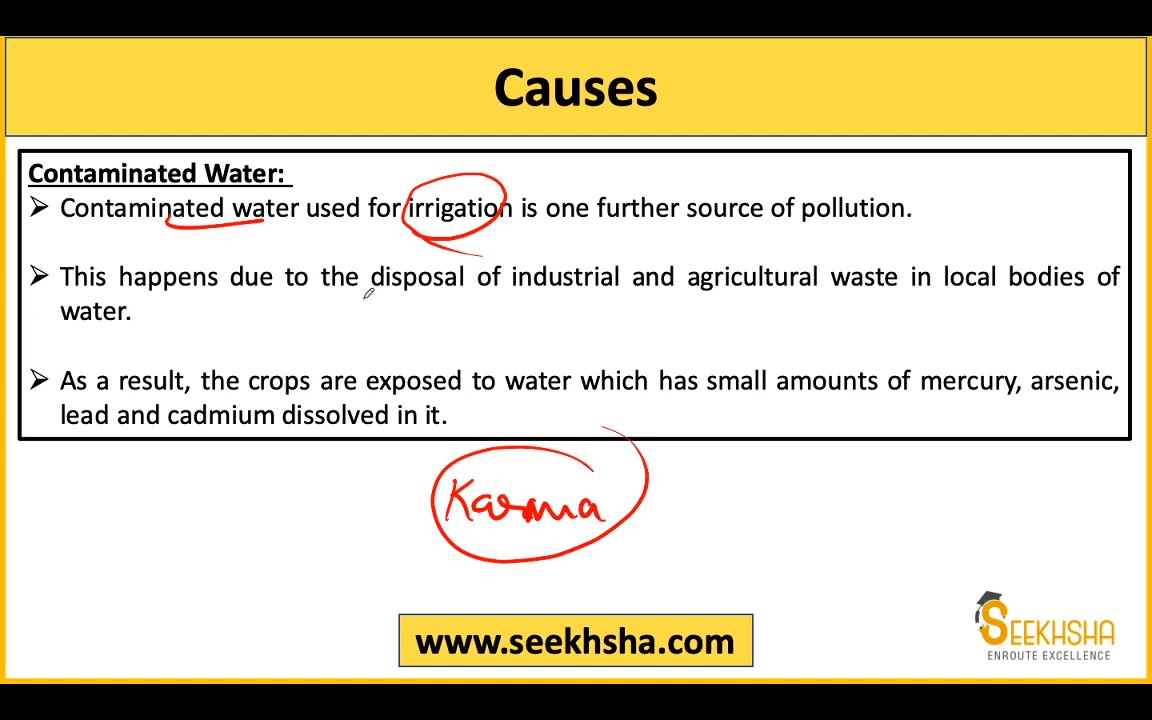 Causes
Contaminated Water:
➢ Contaminated water used for irrigation is one further source of pollution.
➢ This happens due to the disposal of industrial and agricultural waste in local bodies of
water.
➢ As a result, the crops are exposed to water which has small amounts of mercury, arsenic,
lead and cadmium dissolved in it.
Karma
www.seekhsha.com
SEEKHSHA
ENROUTE EXCELLENCE